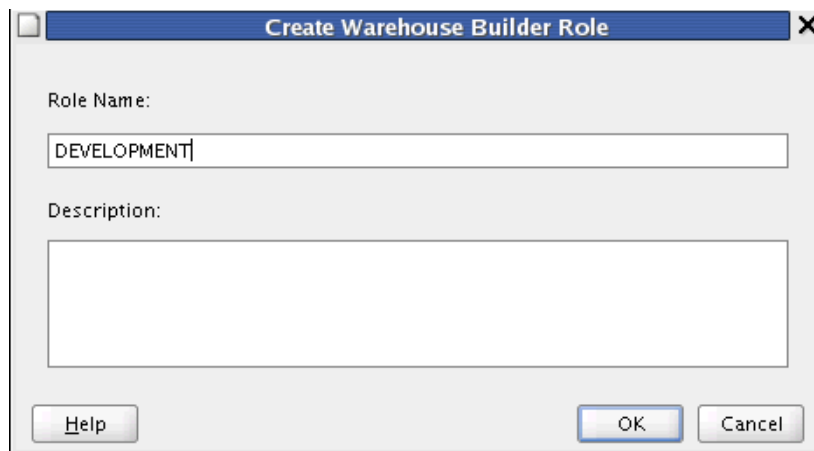 Create Warehouse Builder Role
Role Name:
DEVELOPMENT
Description:
Help
OK
Cancel